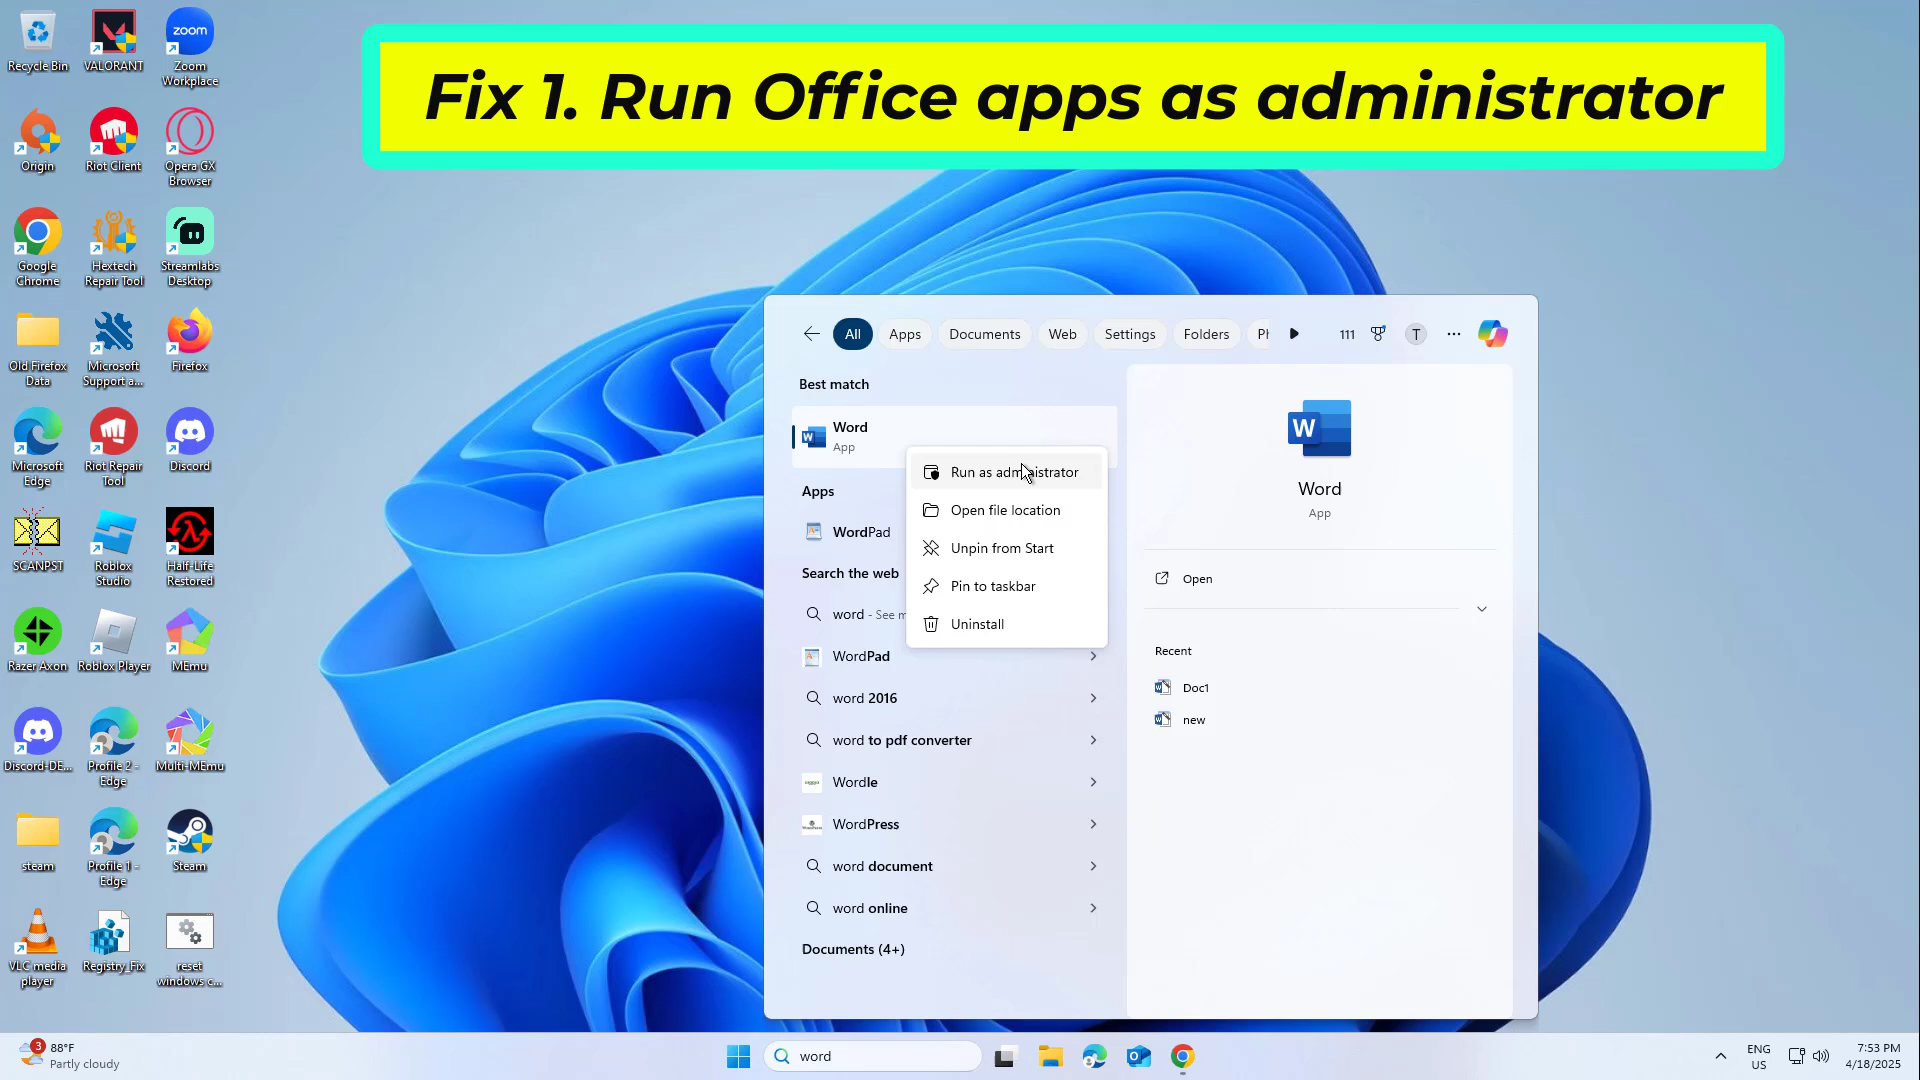 Fix 1. Run Office apps as administrator
Recycle Bin
VALORANT
zoom
Zoom
Workplace
Origin
Riot Client
Opera GX
Browser
Google
Chrome
Hextech
Repair Tool
Streamlabs
Desktop
Old Firefox
Data
Microsoft
Support a...
Firefox
Microsoft
Edge
Riot Repair
Tool
Discord
SCANPST
Roblox
Studio
Half-Life
Restored
Razer Axon
Roblox Player
MEmu
Discord-DE...
Profile 2 -
Edge
Multi-MEmu
steam
Profile 1 -
Edge
Steam
VLC media
player
Registry_Fix
reset
windows c...
All
Apps
Documents
Web
Settings
Folders
Ph
111
T
Best match
Word
App
Run as administrator
Open file location
Unpin from Start
Pin to taskbar
Uninstall
Apps
WordPad
Search the web
word - See m
WordPad
word 2016
word to pdf converter
Wordle
WordPress
word document
word online
Documents (4+)
W
Word
App
Open
Recent
Doc1
new
3
88°F
Partly cloudy
word
ENG
US
7:53 PM
4/18/2025